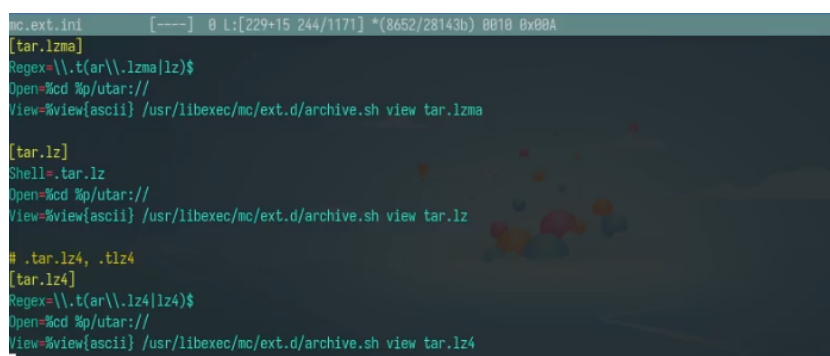 mc.ext.ini [----] 0 L:[229+15 244/1171] *(8652/28143b) 0010 0x00A
[tar.lzma]
Regex=\\.t(ar\\.lzma|lz)$
Open=%cd %p/utar://
View=%view{ascii} /usr/libexec/mc/ext.d/archive.sh view tar.lzma
[tar.lz]
Shell=.tar.lz
Open=%cd %p/utar://
View=%view{ascii} /usr/libexec/mc/ext.d/archive.sh view tar.lz
# .tar.lz4, .tlz4
[tar.lz4]
Regex=\\.t(ar\\.lz4|lz4)$
Open=%cd %p/utar://
View=%view{ascii} /usr/libexec/mc/ext.d/archive.sh view tar.lz4